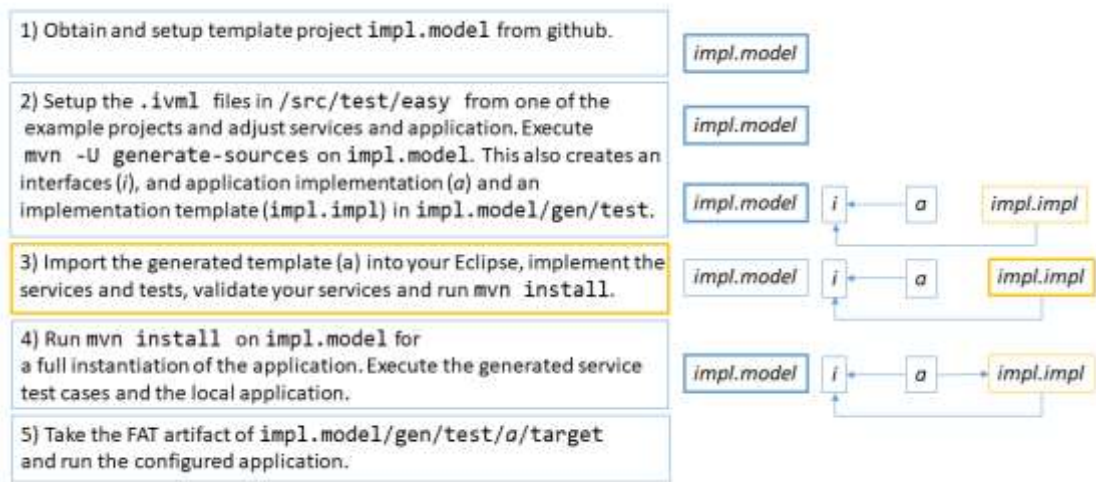 1) Obtain and setup template project impl.model from github.
impl.model
2) Setup the .ivml files in /src/test/easy from one of the
example projects and adjust services and application. Execute
mvn -U generate-sources on impl.model. This also creates an
interfaces (i), and application implementation (a) and an
implementation template (impl.impl) in impl.model/gen/test.
impl.model
impl.model i a impl.impl
3) Import the generated template (a) into your Eclipse, implement the
services and tests, validate your services and run mvn install.
impl.model i a impl.impl
4) Run mvn install on impl.model for
a full instantiation of the application. Execute the generated service
test cases and the local application.
impl.model i a impl.impl
5) Take the FAT artifact of impl.model/gen/test/a/target
and run the configured application.